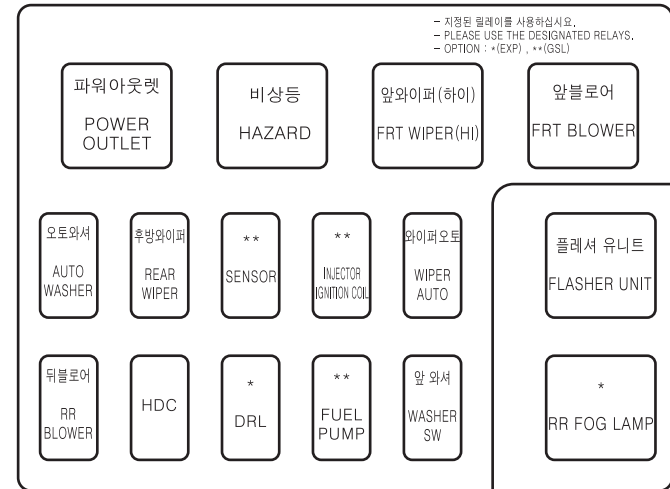 - 지정된 릴레이를 사용하십시요.
- PLEASE USE THE DESIGNATED RELAYS.
- OPTION : *(EXP) , **(GSL)
파워아웃렛
POWER
OUTLET
비상등
HAZARD
앞와이퍼(하이)
FRT WIPER(HI)
앞블로어
FRT BLOWER
오토와셔
AUTO
WASHER
후방와이퍼
REAR
WIPER
**
SENSOR
**
INJECTOR
IGNITION COIL
와이퍼오토
WIPER
AUTO
플레셔 유니트
FLASHER UNIT
뒤블로어
RR
BLOWER
HDC
*
DRL
**
FUEL
PUMP
앞 와셔
WASHER
SW
*
RR FOG LAMP